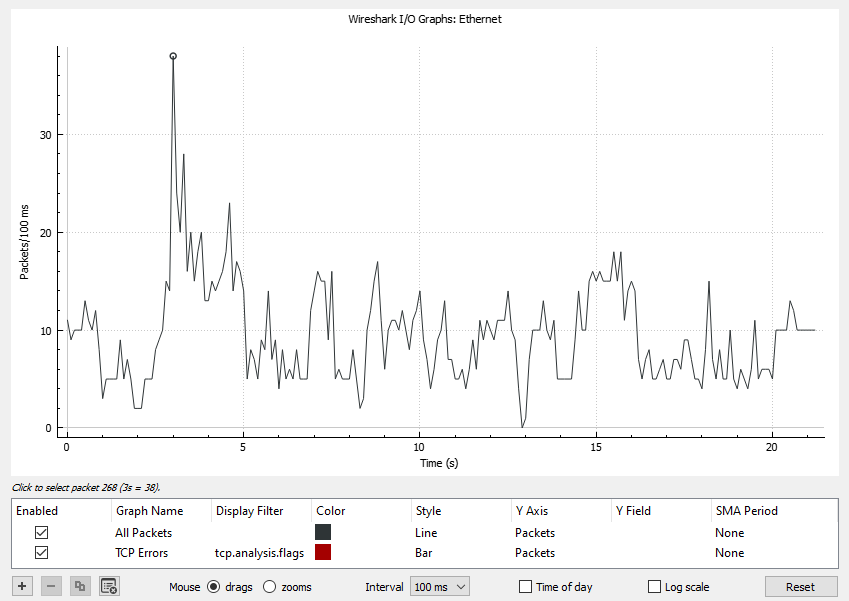 Wireshark I/O Graphs: Ethernet
30
20
10
0
Packets/100 ms
0 5 10 15 20
Time (s)
Click to select packet 268 (3s = 38).
Enabled Graph Name Display Filter Color Style Y Axis Y Field SMA Period
All Packets Line Packets None
TCP Errors tcp.analysis.flags Bar Packets None
Mouse drags zooms Interval 100 ms Time of day Log scale Reset